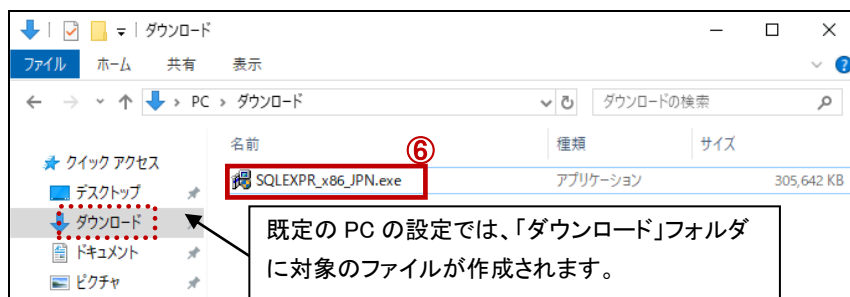 ダウンロード
ファイル ホーム 共有 表示
PC › ダウンロード ダウンロードの検索
名前 種類 サイズ
⑥
クイック アクセス
SQLEXPR_x86_JPN.exe アプリケーション 305,642 KB
デスクトップ
ダウンロード
ドキュメント
ピクチャ
既定の PC の設定では、「ダウンロード」フォルダ
に対象のファイルが作成されます。